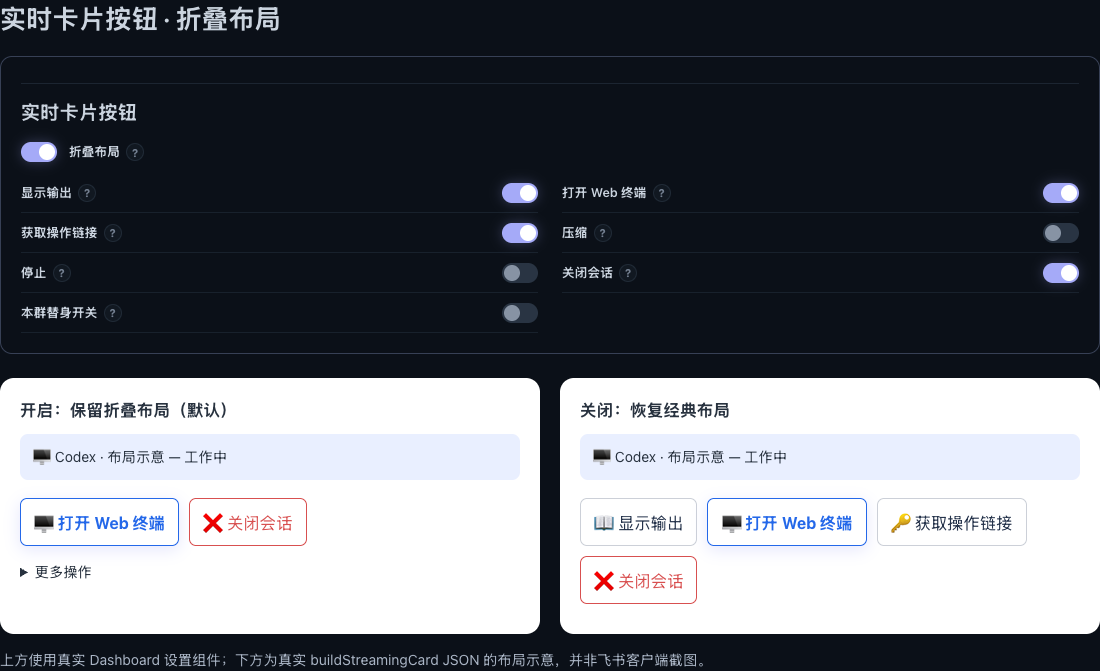 实时卡片按钮 · 折叠布局
实时卡片按钮
折叠布局 ?
显示输出 ?
打开 Web 终端 ?
获取操作链接 ?
压缩 ?
停止 ?
关闭会话 ?
本群替身开关 ?
开启：保留折叠布局（默认）
🖥️ Codex · 布局示意 — 工作中
🖥️ 打开 Web 终端
❌ 关闭会话
▶ 更多操作
关闭：恢复经典布局
🖥️ Codex · 布局示意 — 工作中
📖 显示输出
🖥️ 打开 Web 终端
🔑 获取操作链接
❌ 关闭会话
上方使用真实 Dashboard 设置组件；下方为真实 buildStreamingCard JSON 的布局示意，并非飞书客户端截图。